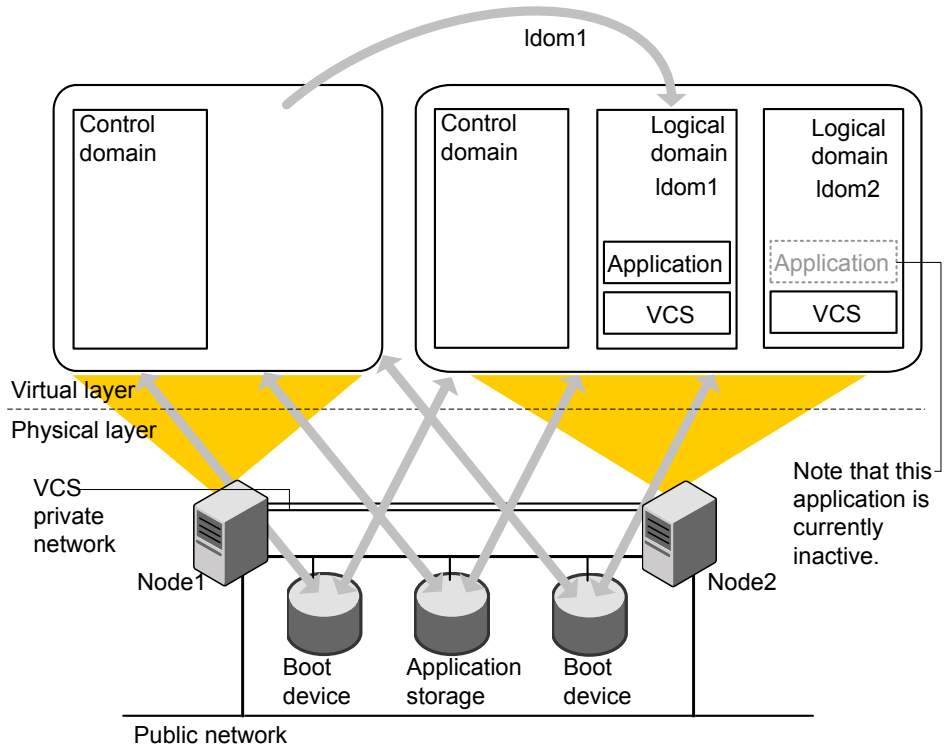 ldom1
Control
domain
Control
domain
Logical
domain
ldom1
Application
VCS
Logical
domain
ldom2
Application
VCS
Virtual layer
Physical layer
VCS
private
network
Node1
Node2
Note that this
application is
currently
inactive.
Boot
device
Application
storage
Boot
device
Public network